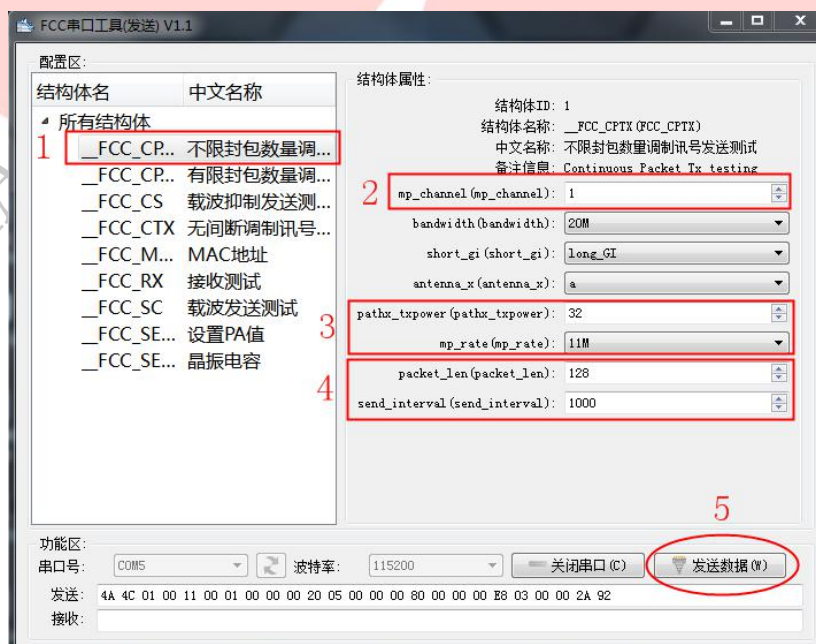 FCC串口工具(发送) V1.1
配置区:
结构体名 中文名称
所有结构体
1 __FCC_CP... 不限封包数量调...
__FCC_CP... 有限封包数量调...
__FCC_CS 载波抑制发送测...
__FCC_CTX 无间断调制讯号...
__FCC_M... MAC地址
__FCC_RX 接收测试
__FCC_SC 载波发送测试
__FCC_SE... 设置PA值
__FCC_SE... 晶振电容
结构体属性:
结构体ID: 1
结构体名称: __FCC_CPTX(FCC_CPTX)
中文名称: 不限封包数量调制讯号发送测试
备注信息: Continuous Packet Tx testing
2 mp_channel(mp_channel): 1
bandwidth(bandwidth): 20M
short_gi(short_gi): long_GI
antenna_x(antenna_x): a
3 pathx_txpower(pathx_txpower): 32
mp_rate(mp_rate): 11M
4 packet_len(packet_len): 128
send_interval(send_interval): 1000
5
功能区:
串口号: COM5 波特率: 115200 关闭串口(C) 发送数据(W)
发送: 4A 4C 01 00 11 00 01 00 00 00 20 05 00 00 00 80 00 00 00 E8 03 00 00 2A 92
接收: